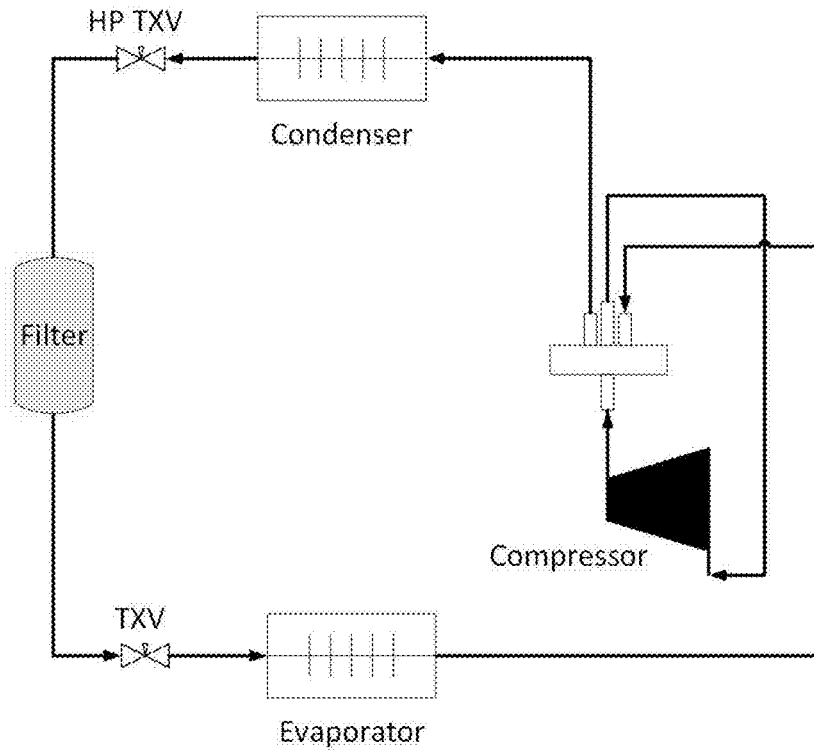 HP TXV
Condenser
Filter
Compressor
TXV
Evaporator